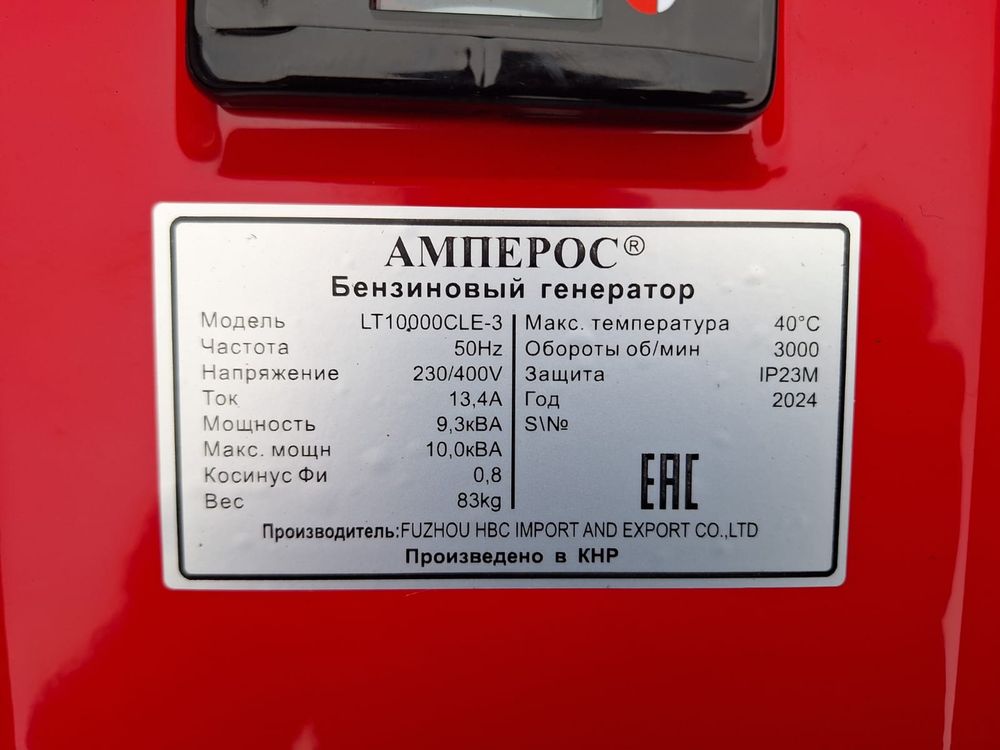 АМПЕРОС®
Бензиновый генератор
Модель LT10000CLE-3
Частота 50Hz
Напряжение 230/400V
Ток 13,4А
Мощность 9,3кВА
Макс. мощн 10,0кВА
Косинус Фи 0,8
Вес 83kg
Макс. температура 40°C
Обороты об/мин 3000
Защита IP23M
Год 2024
S\№
EAC
Производитель:FUZHOU HBC IMPORT AND EXPORT CO.,LTD
Произведено в КНР